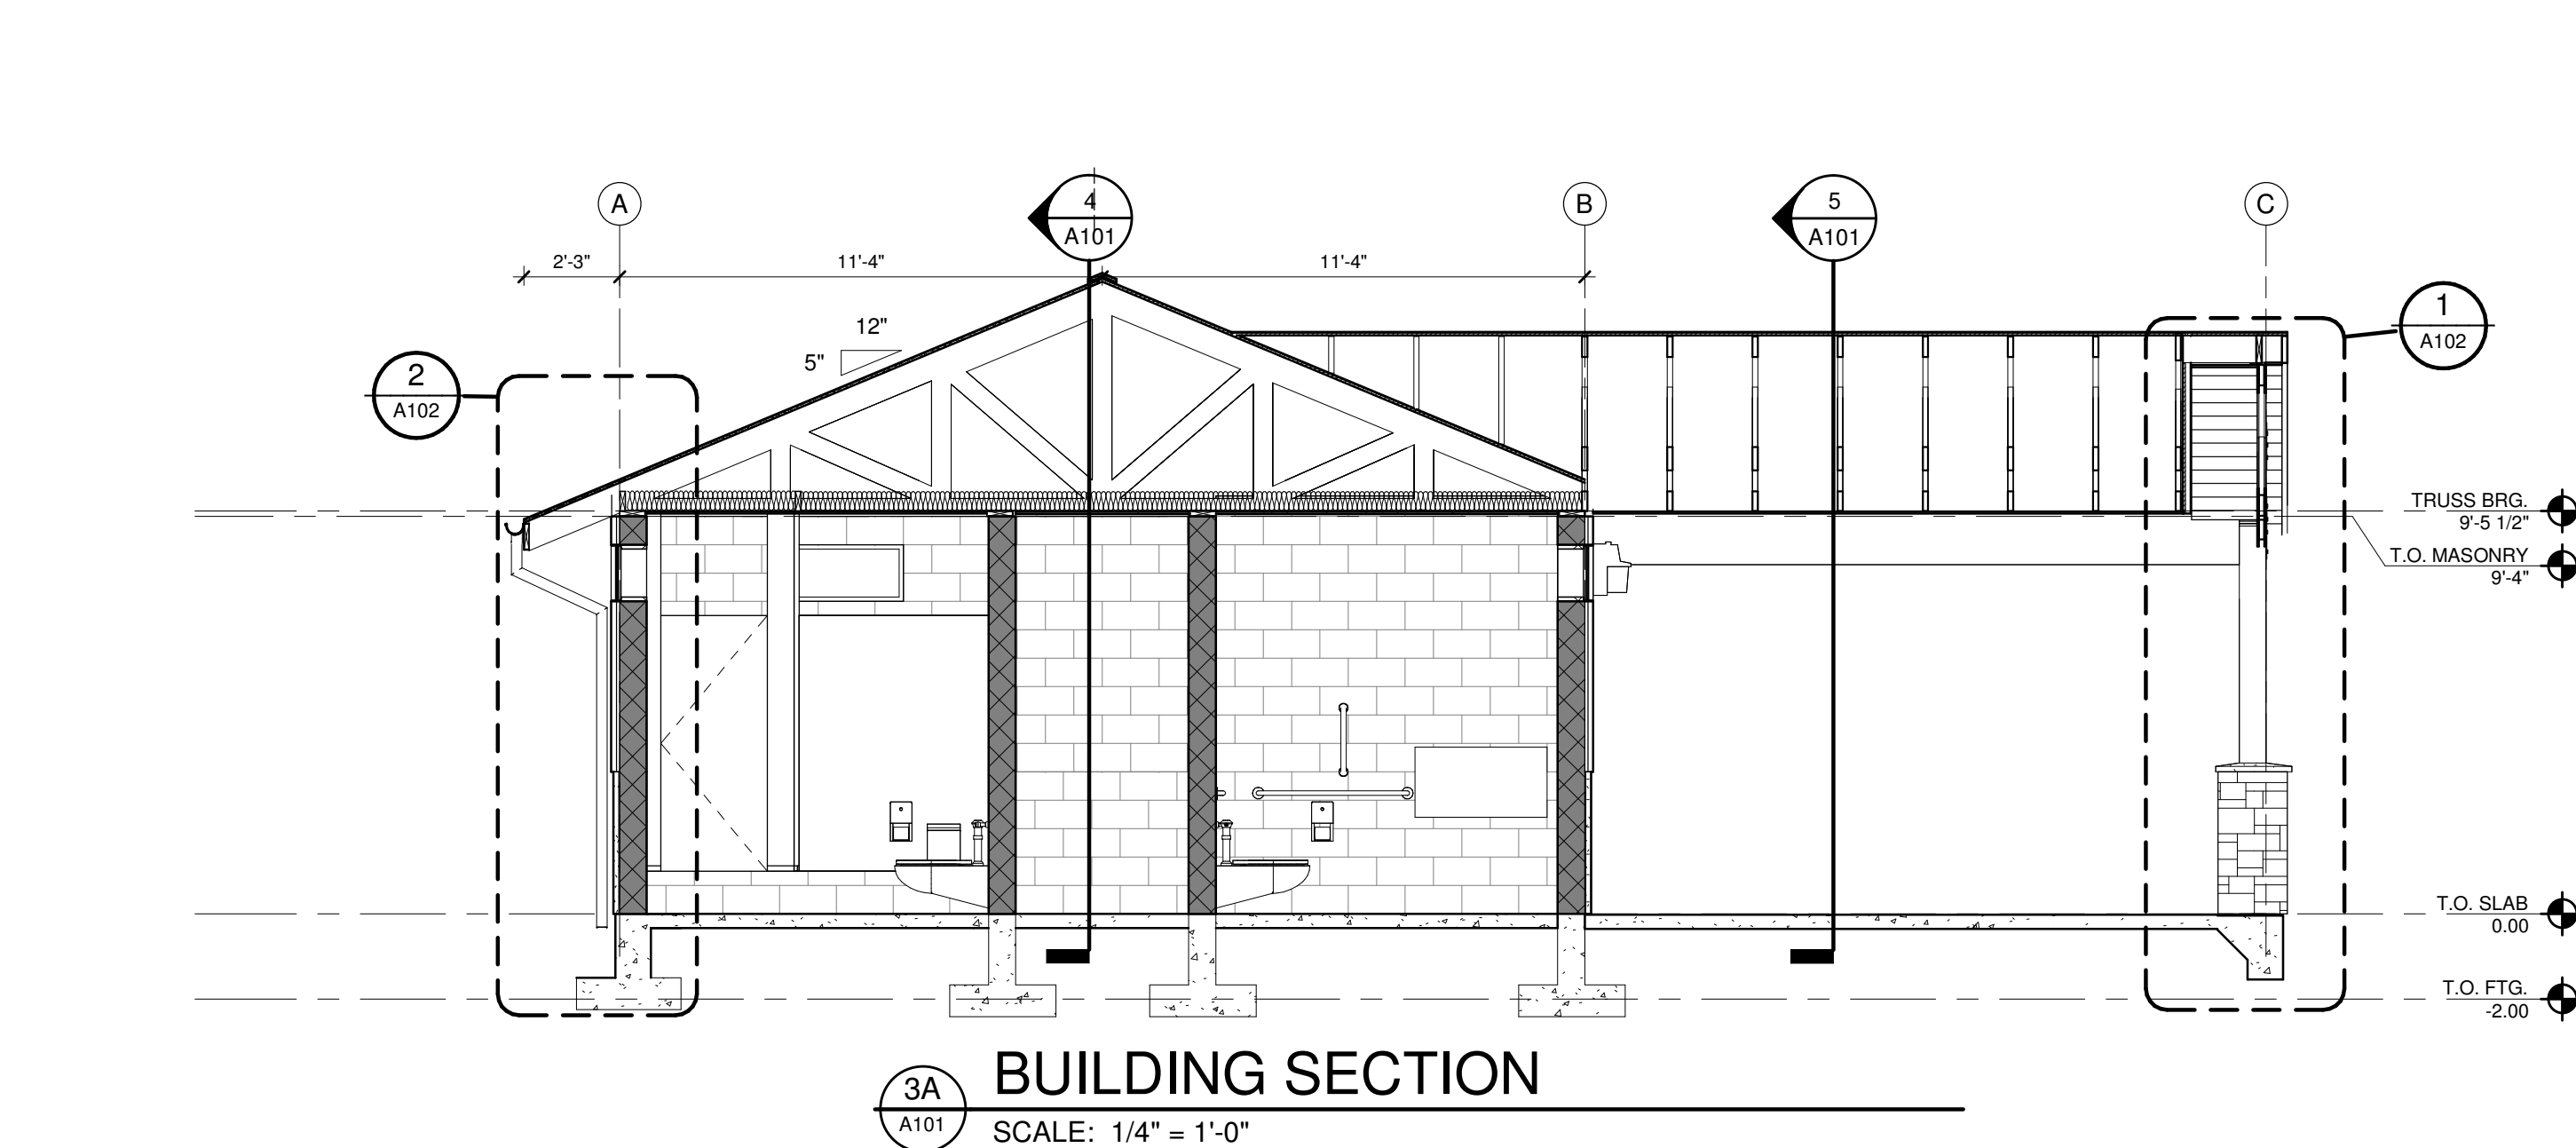 A
4
A101
B
5
A101
C
2'-3"
11'-4"
11'-4"
1
A102
12"
5"
2
A102
TRUSS BRG.
9'-5 1/2"
T.O. MASONRY
9'-4"
T.O. SLAB
0.00
T.O. FTG.
-2.00
3A
A101
BUILDING SECTION
SCALE: 1/4" = 1'-0"